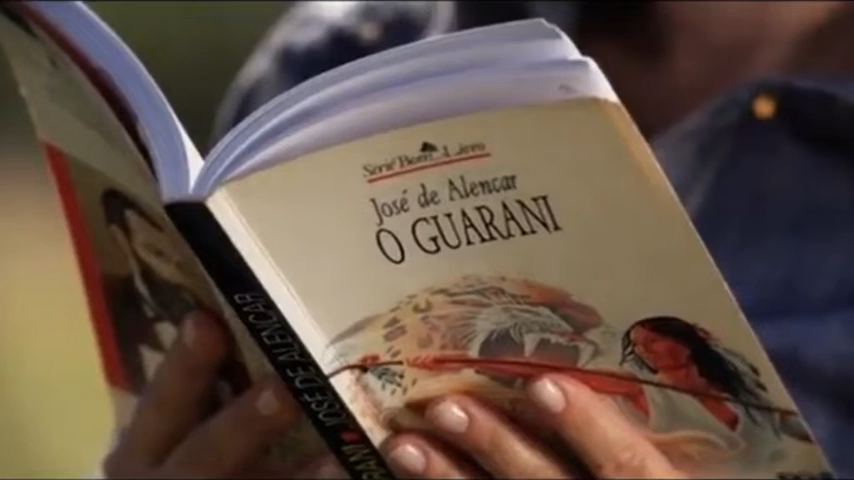 Série Bom Livro
José de Alencar
O GUARANI
JOSÉ DE ALENCAR